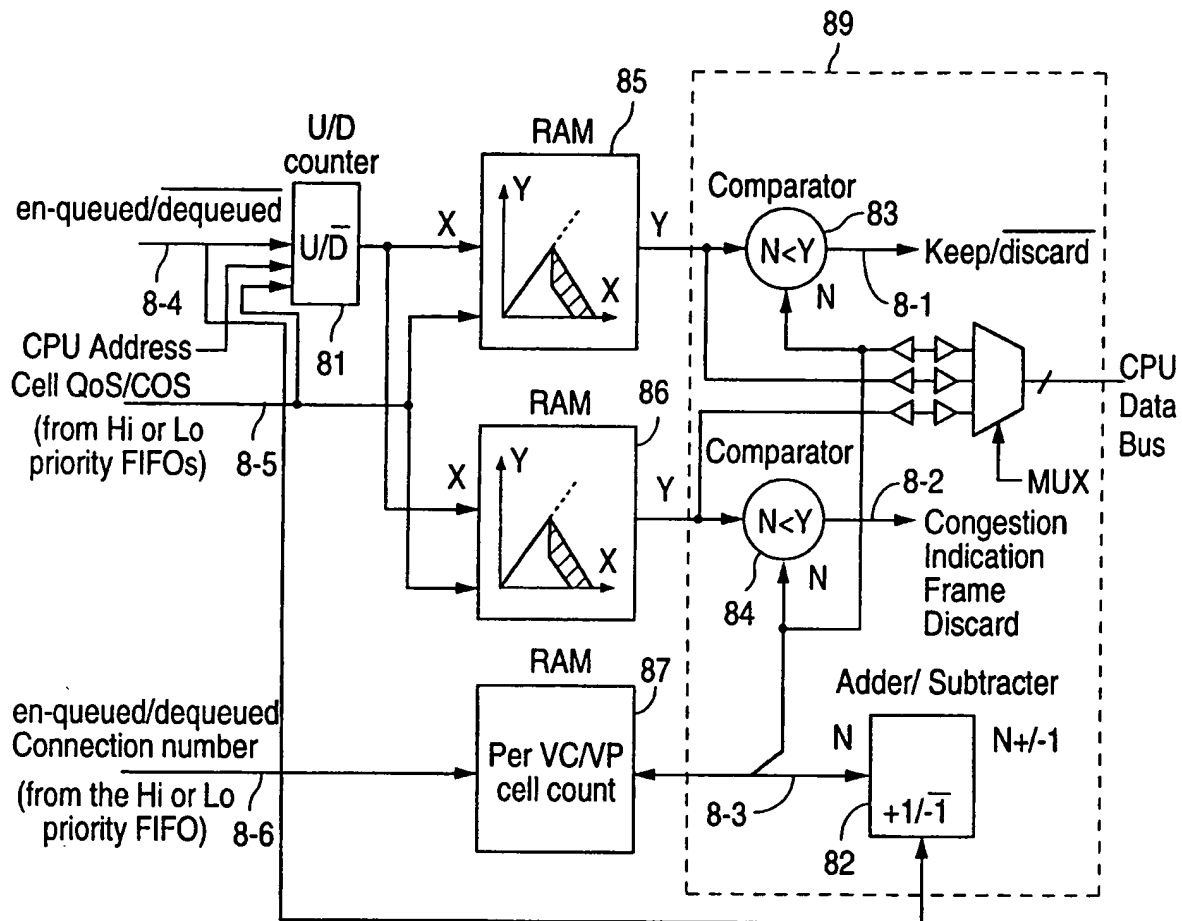 89
85
RAM
U/D
counter
Y
X
en-queued/dequeued
U/D
X
Y
Comparator
83
N<Y
Keep/discard
N
8-1
8-4
81
CPU Address
Cell QoS/COS
(from Hi or Lo
priority FIFOs)
8-5
RAM
86
Y
X
X
Y
Comparator
N<Y
8-2
N
84
CPU
Data
Bus
MUX
Congestion
Indication
Frame
Discard
RAM
87
Adder/ Subtracter
en-queued/dequeued
Connection number
(from the Hi or Lo
priority FIFO)
8-6
Per VC/VP
cell count
N
N+/-1
8-3
+1/-1
82